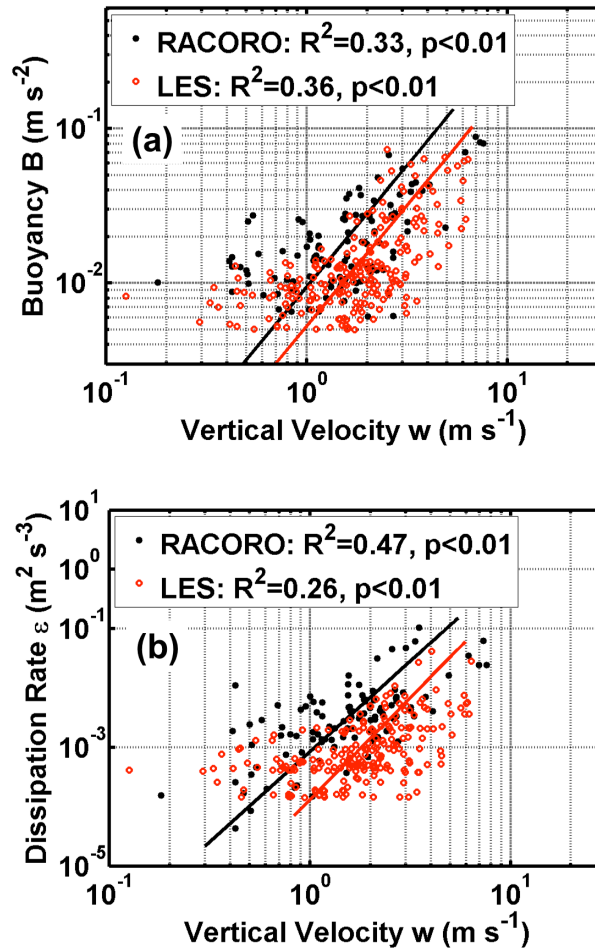 RACORO: R²=0.33, p<0.01
LES: R²=0.36, p<0.01
(a)
Buoyancy B (m s⁻²)
10⁻¹
10⁻²
10⁻¹ 10⁰ 10¹
Vertical Velocity w (m s⁻¹)
RACORO: R²=0.47, p<0.01
LES: R²=0.26, p<0.01
(b)
Dissipation Rate ε (m² s⁻³)
10¹
10⁰
10⁻¹
10⁻³
10⁻⁵
10⁻¹ 10⁰ 10¹
Vertical Velocity w (m s⁻¹)